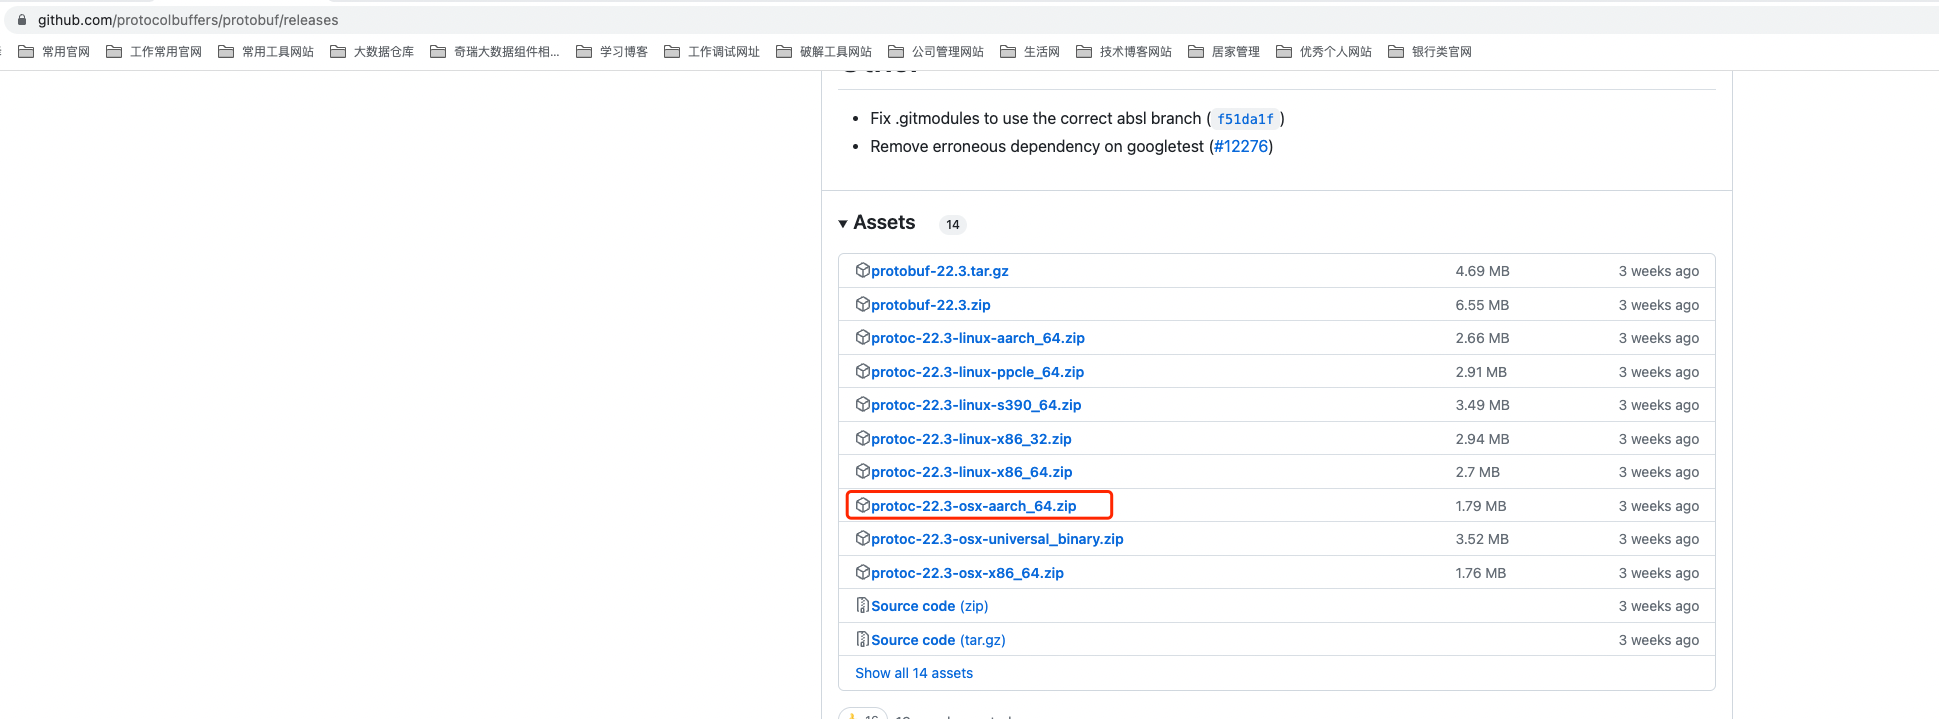 github.com/protocolbuffers/protobuf/releases
常用官网 工作常用官网 常用工具网站 大数据仓库 奇瑞大数据组件相... 学习博客 工作调试网址 破解工具网站 公司管理网站 生活网 技术博客网站 居家管理 优秀个人网站 银行类官网
• Fix .gitmodules to use the correct absl branch ( f51da1f )
• Remove erroneous dependency on googletest (#12276)
Assets 14
protobuf-22.3.tar.gz 4.69 MB 3 weeks ago
protobuf-22.3.zip 6.55 MB 3 weeks ago
protoc-22.3-linux-aarch_64.zip 2.66 MB 3 weeks ago
protoc-22.3-linux-ppcle_64.zip 2.91 MB 3 weeks ago
protoc-22.3-linux-s390_64.zip 3.49 MB 3 weeks ago
protoc-22.3-linux-x86_32.zip 2.94 MB 3 weeks ago
protoc-22.3-linux-x86_64.zip 2.7 MB 3 weeks ago
protoc-22.3-osx-aarch_64.zip 1.79 MB 3 weeks ago
protoc-22.3-osx-universal_binary.zip 3.52 MB 3 weeks ago
protoc-22.3-osx-x86_64.zip 1.76 MB 3 weeks ago
Source code (zip) 3 weeks ago
Source code (tar.gz) 3 weeks ago
Show all 14 assets